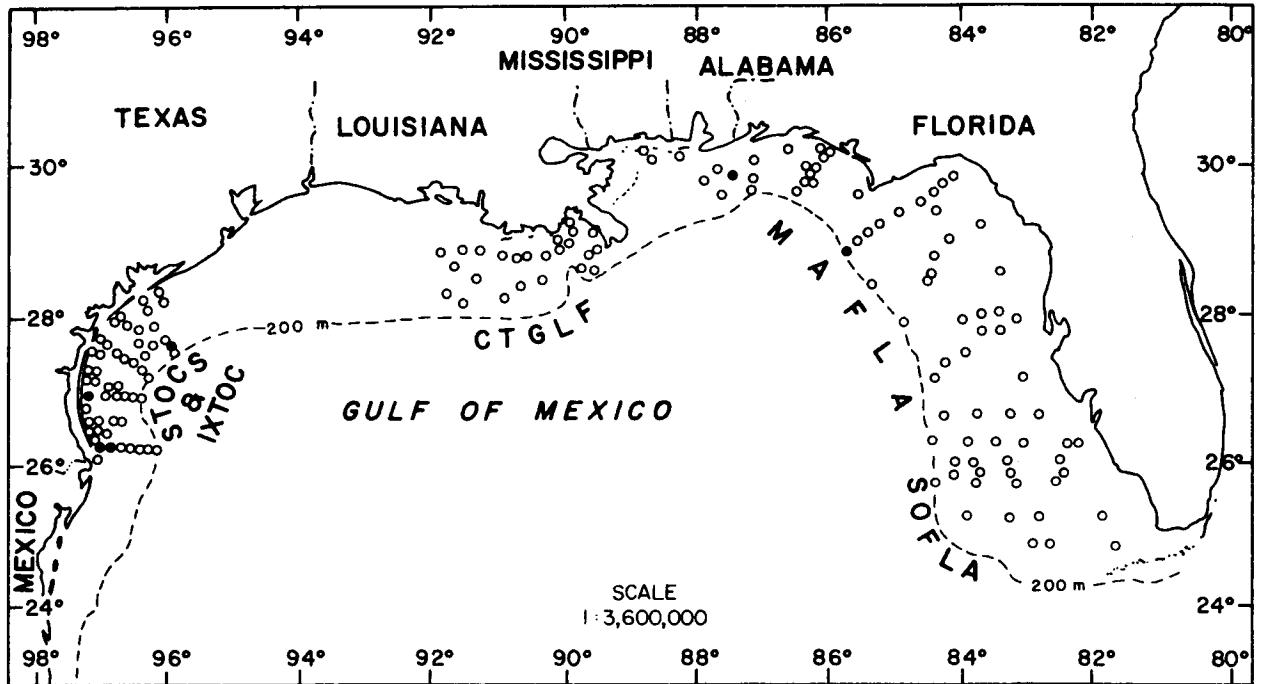 98° 96° 94° 92° 90° 88° 86° 84° 82° 80°
MISSISSIPPI
ALABAMA
TEXAS
LOUISIANA
FLORIDA
30° 30°
MAFLA
28° 28°
200 m
CTGLF
STOCS
&
IXTOC
GULF OF MEXICO
26° 26°
SOFLA
MEXICO
200 m
SCALE
1:3,600,000
24° 24°
98° 96° 94° 92° 90° 88° 86° 84° 82° 80°